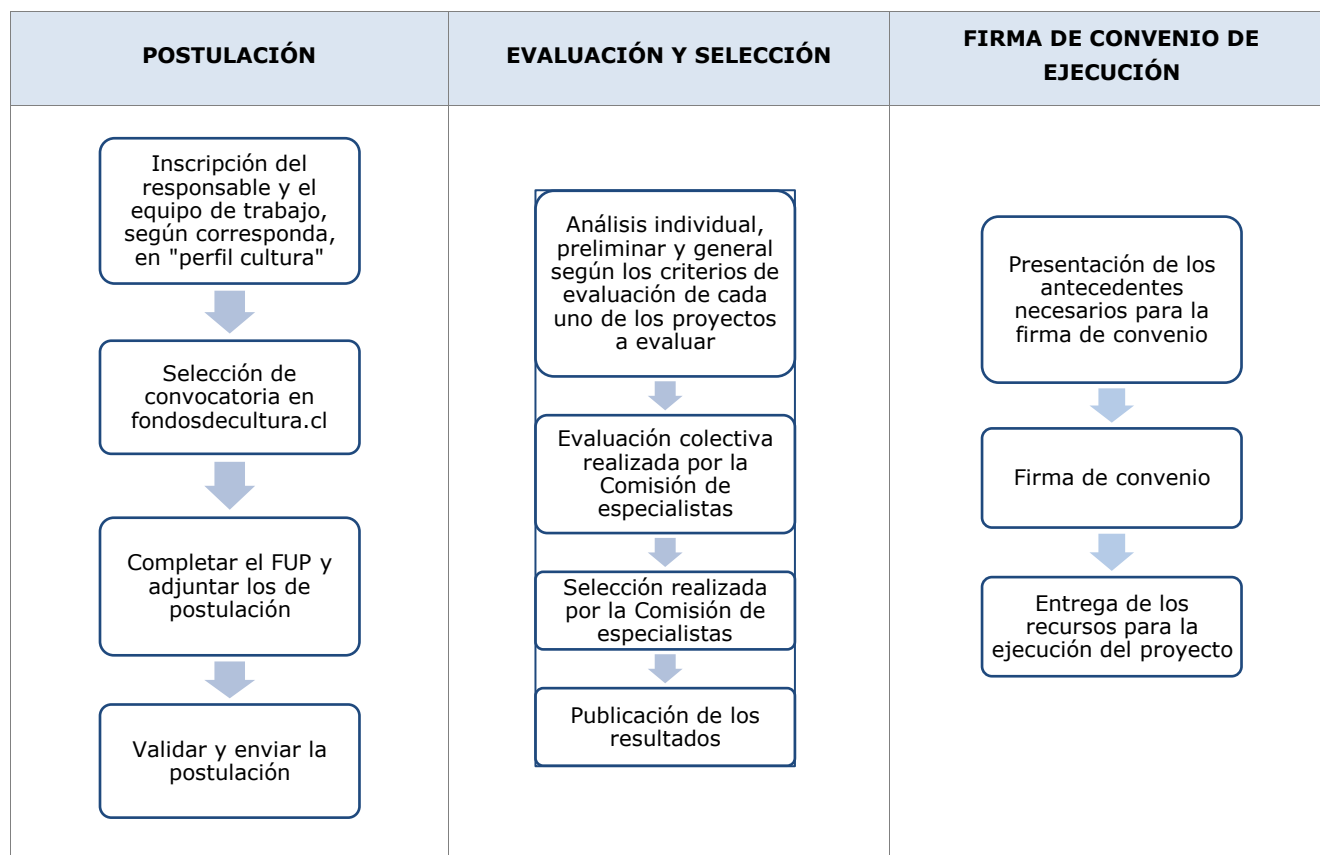 POSTULACIÓN
Inscripción del
responsable y el
equipo de trabajo,
según corresponda,
en "perfil cultura"
Selección de
convocatoria en
fondosdecultura.cl
Completar el FUP y
adjuntar los de
postulación
Validar y enviar la
postulación
EVALUACIÓN Y SELECCIÓN
Análisis individual,
preliminar y general
según los criterios de
evaluación de cada
uno de los proyectos
a evaluar
Evaluación colectiva
realizada por la
Comisión de
especialistas
Selección realizada
por la Comisión de
especialistas
Publicación de los
resultados
FIRMA DE CONVENIO DE
EJECUCIÓN
Presentación de los
antecedentes
necesarios para la
firma de convenio
Firma de convenio
Entrega de los
recursos para la
ejecución del proyecto